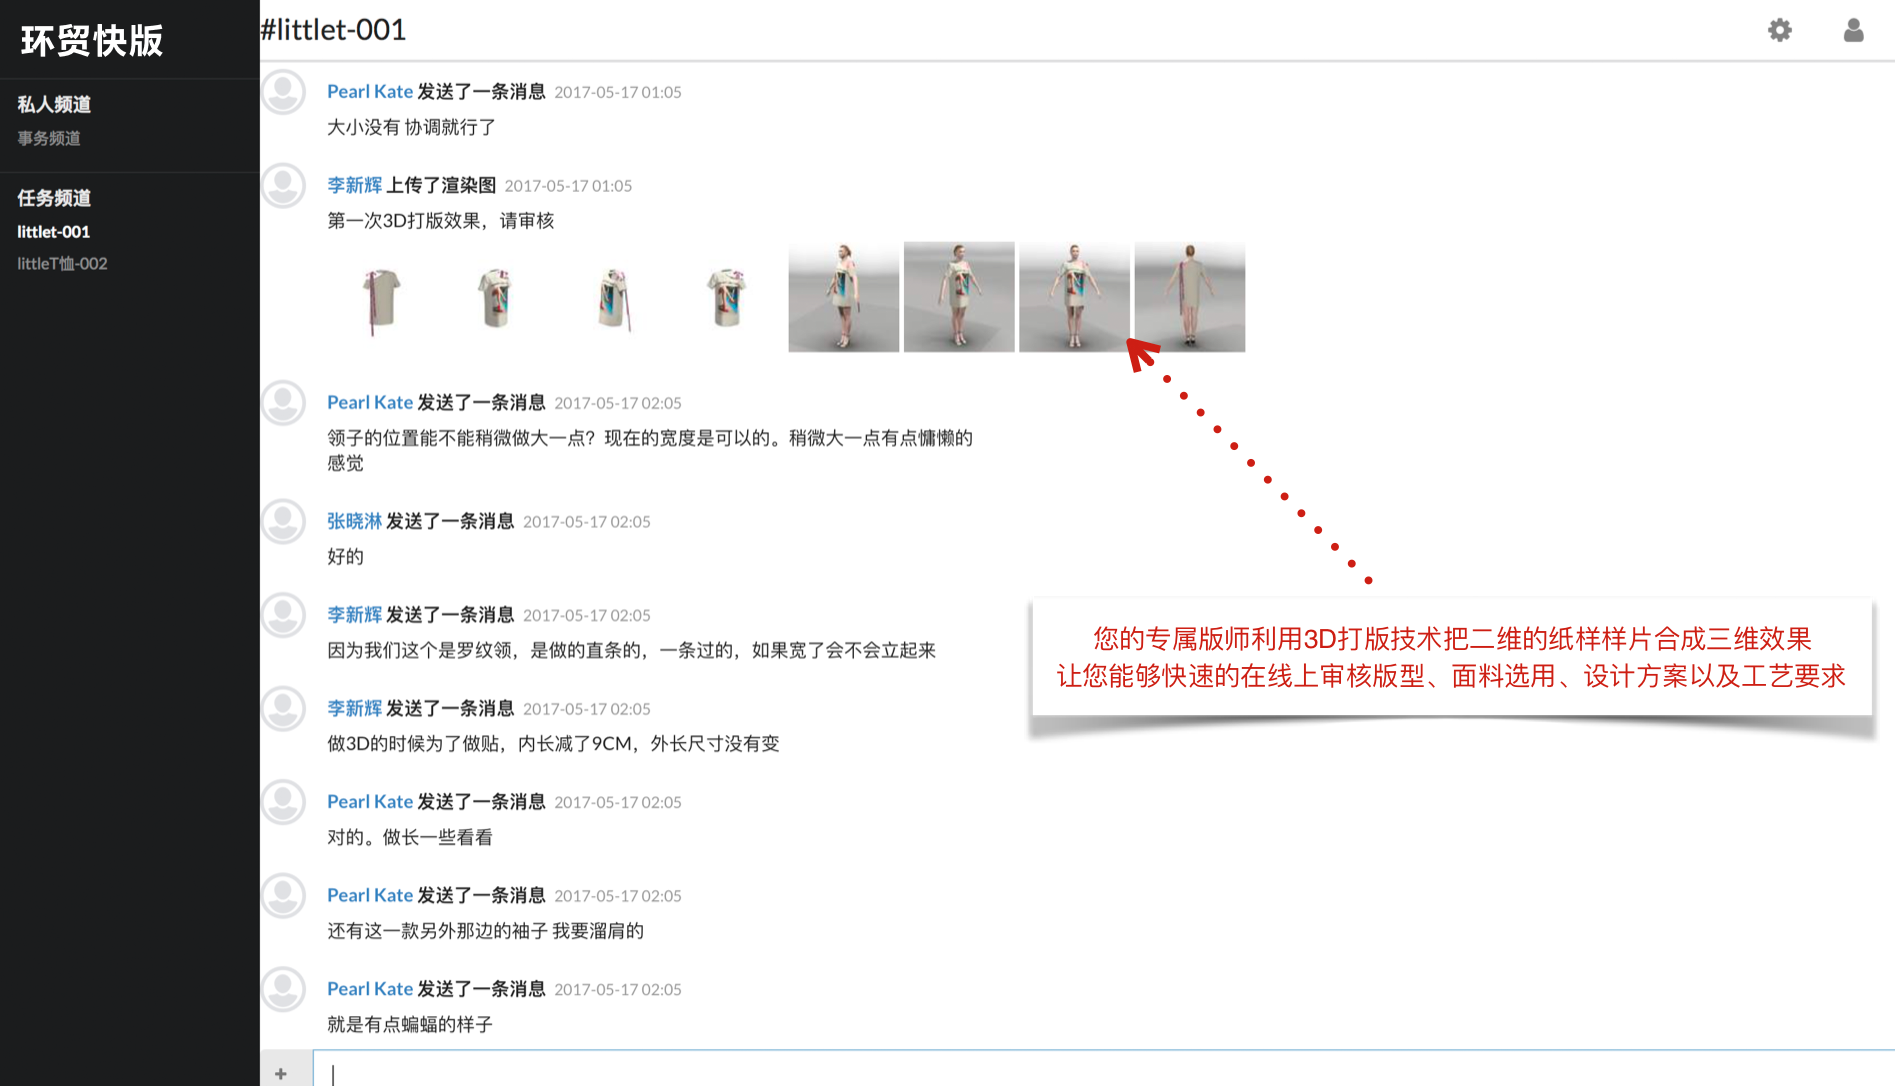 环贸快版
私人频道
事务频道
任务频道
littlet-001
littleT恤-002
#littlet-001
Pearl Kate 发送了一条消息 2017-05-17 01:05
大小没有 协调就行了
李新辉 上传了渲染图 2017-05-17 01:05
第一次3D打版效果，请审核
Pearl Kate 发送了一条消息 2017-05-17 02:05
领子的位置能不能稍微做大一点？现在的宽度是可以的。稍微大一点有点慵懒的
感觉
张晓淋 发送了一条消息 2017-05-17 02:05
好的
李新辉 发送了一条消息 2017-05-17 02:05
因为我们这个是罗纹领，是做的直条的，一条过的，如果宽了会不会立起来
李新辉 发送了一条消息 2017-05-17 02:05
做3D的时候为了做贴，内长减了9CM，外长尺寸没有变
Pearl Kate 发送了一条消息 2017-05-17 02:05
对的。做长一些看看
Pearl Kate 发送了一条消息 2017-05-17 02:05
还有这一款另外那边的袖子 我要溜肩的
Pearl Kate 发送了一条消息 2017-05-17 02:05
就是有点蝙蝠的样子
您的专属版师利用3D打版技术把二维的纸样样片合成三维效果
让您能够快速的在线上审核版型、面料选用、设计方案以及工艺要求